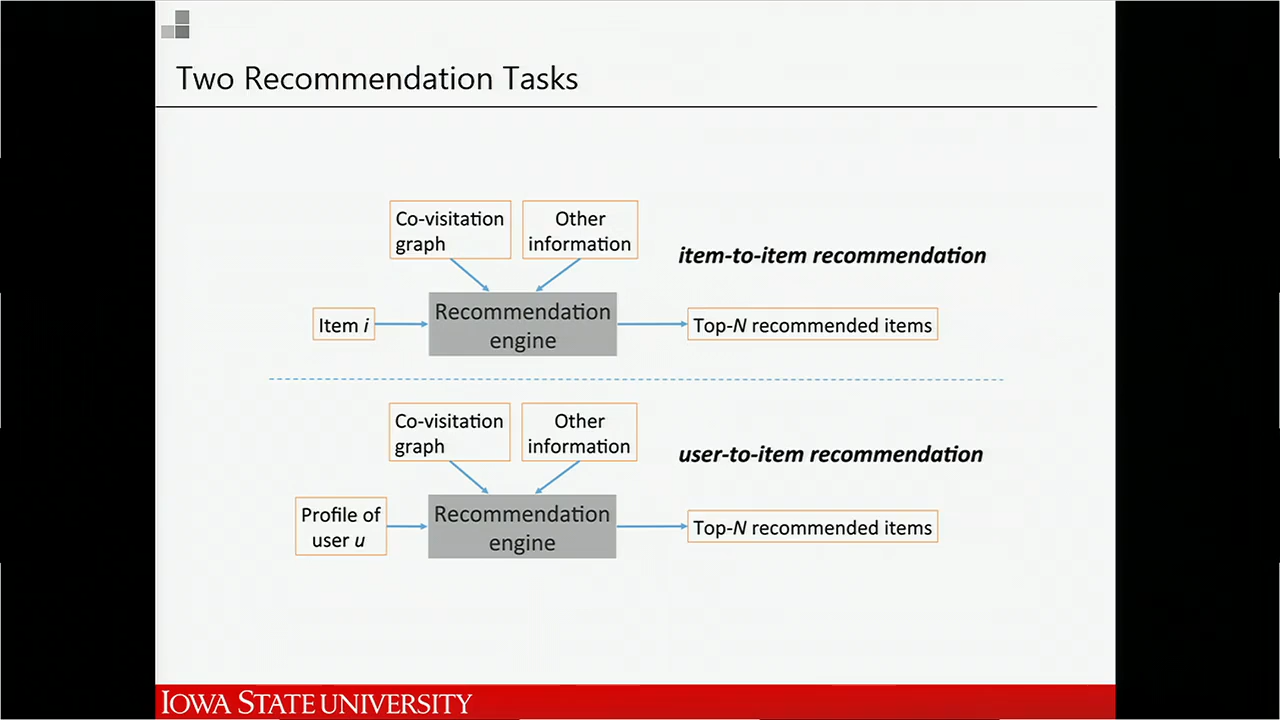 Two Recommendation Tasks
Co-visitation
graph
Other
information
item-to-item recommendation
Item i
Recommendation
engine
Top-N recommended items
Co-visitation
graph
Other
information
user-to-item recommendation
Profile of
user u
Recommendation
engine
Top-N recommended items
IOWA STATE UNIVERSITY